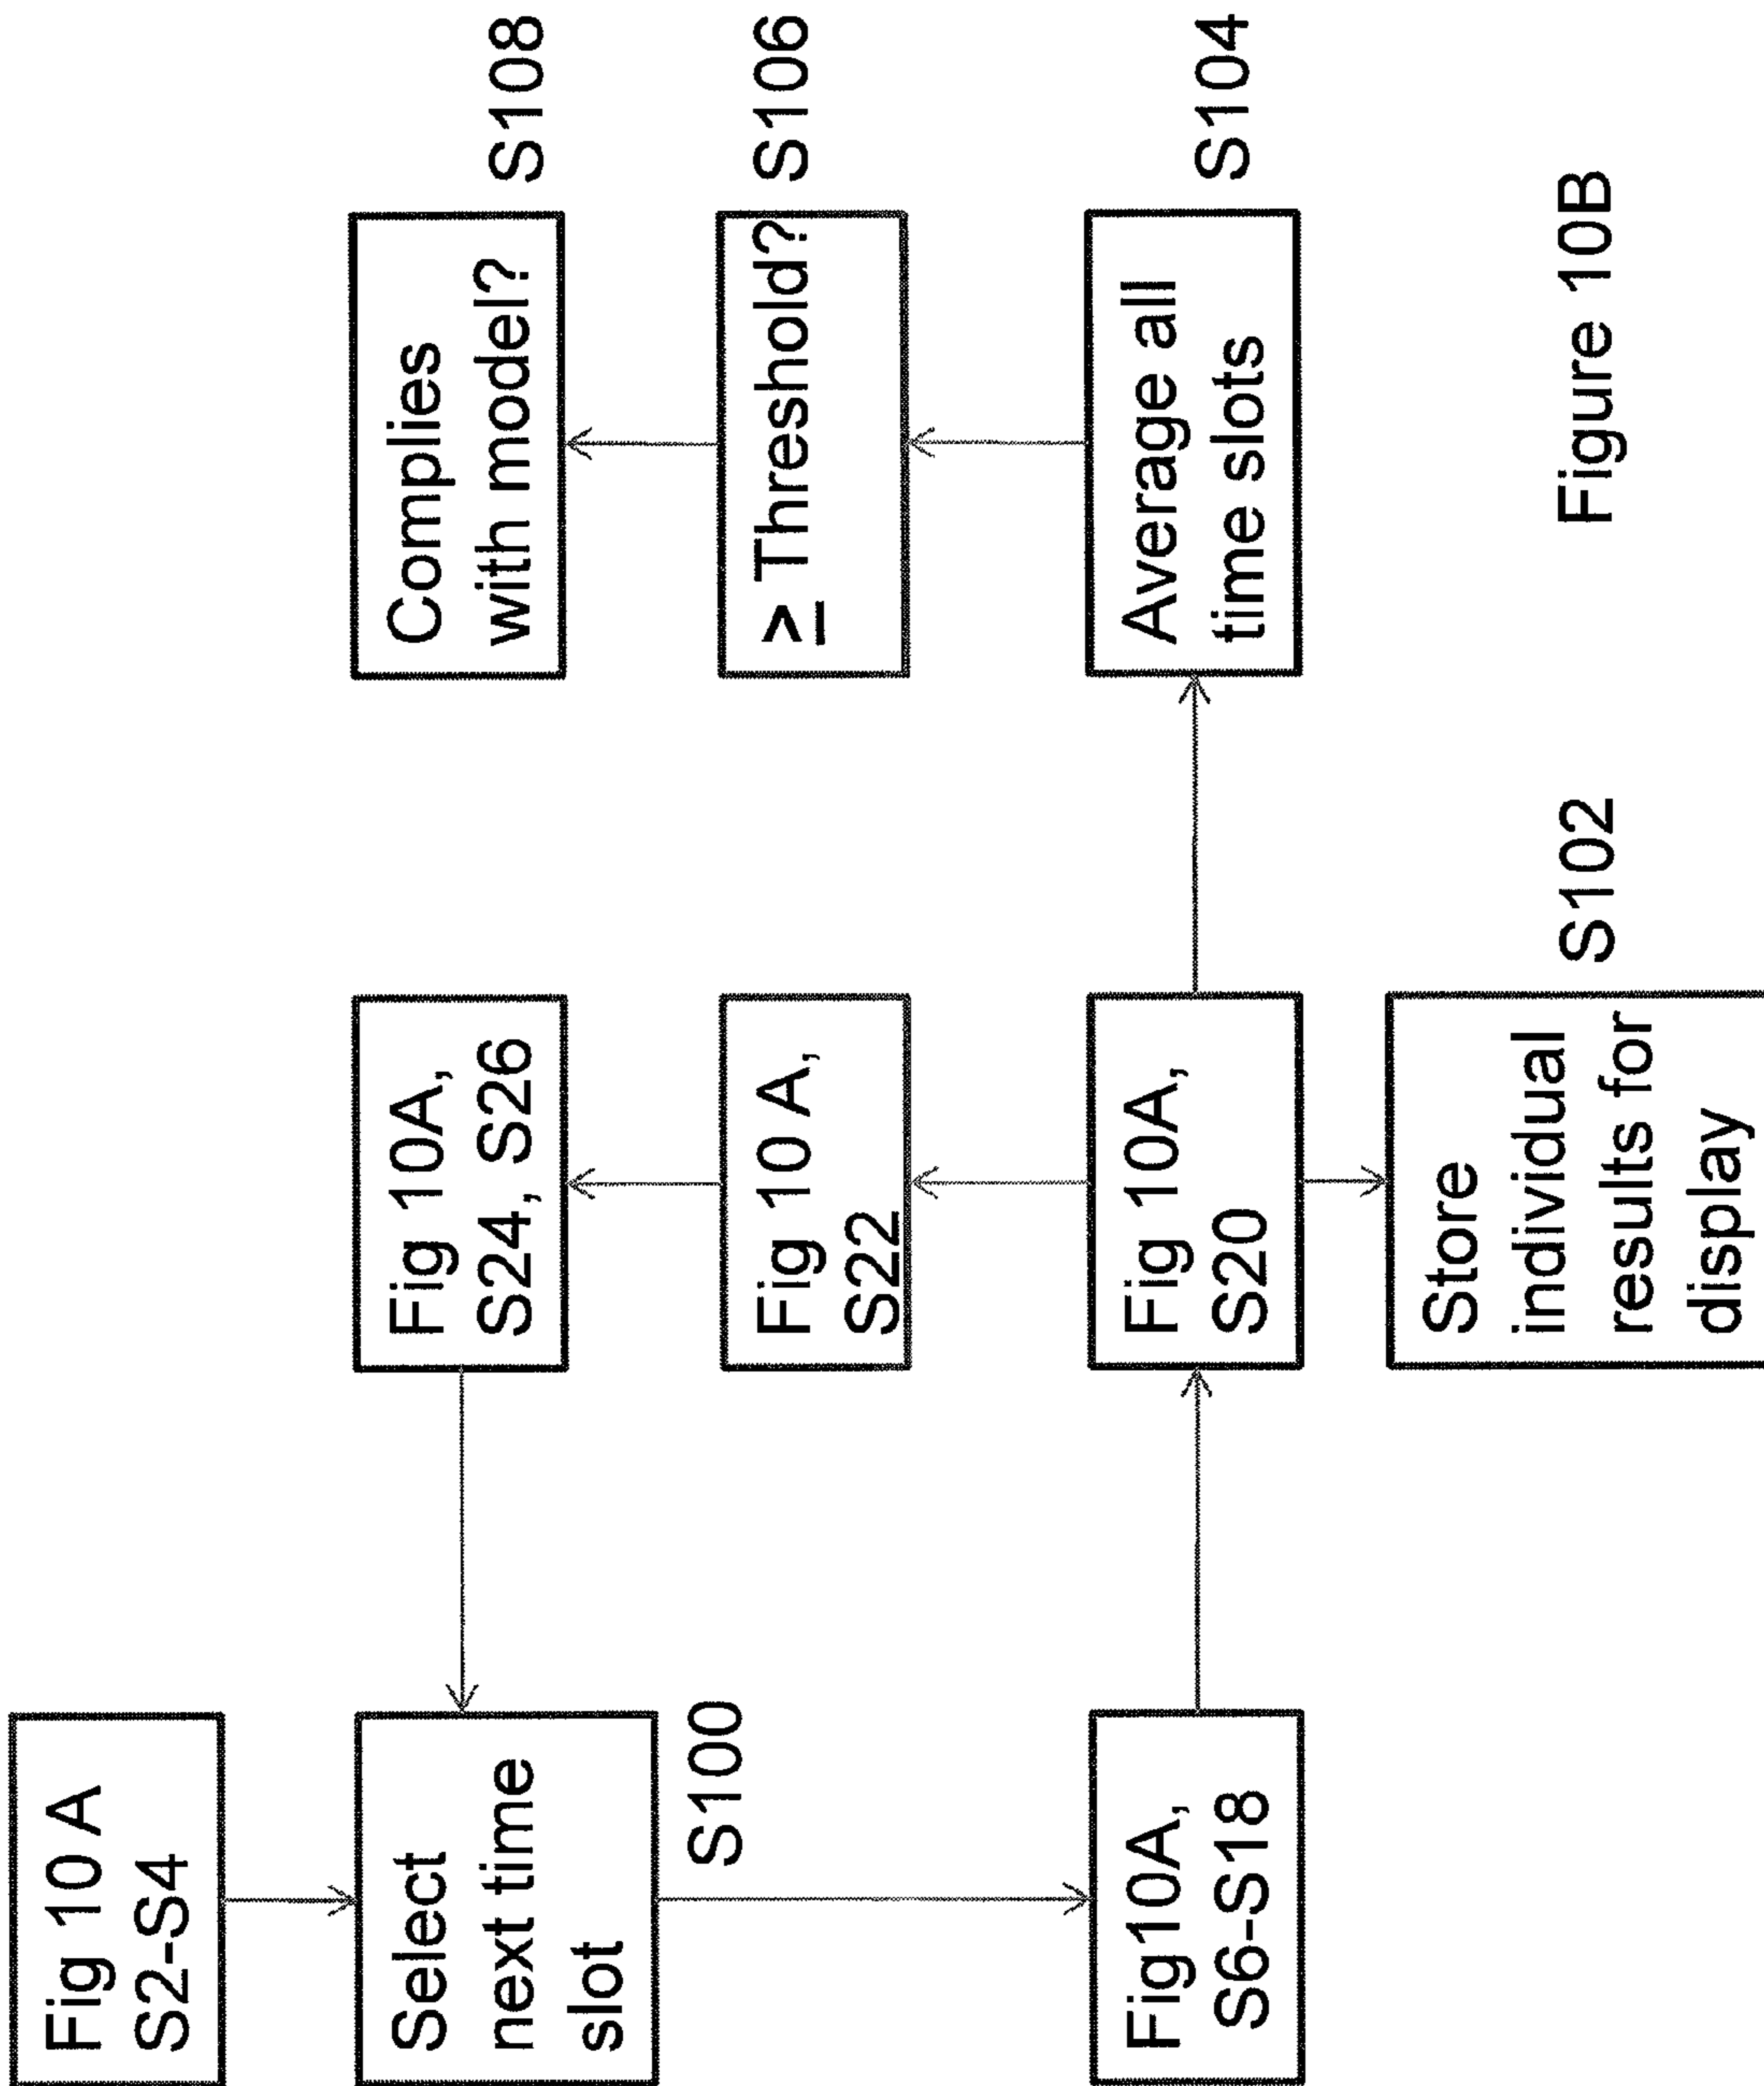 Fig 10 A
S2-S4
Select
next time
slot
S100
Fig10A,
S6-S18
Fig 10A,
S24, S26
Fig 10 A,
S22
Fig 10A,
S20
Store
individual
results for
display
S102
Complies
with model?
S108
≥ Threshold?
S106
Average all
time slots
S104
Figure 10B